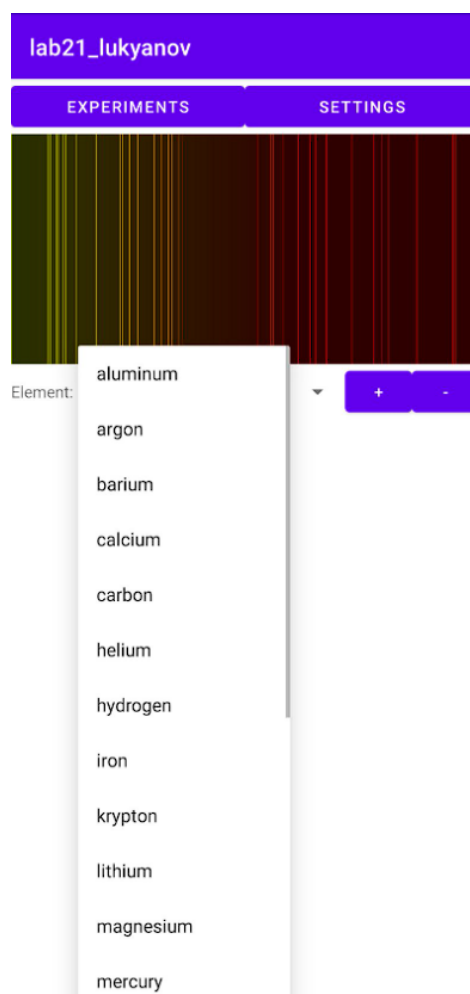 lab21_lukyanov
EXPERIMENTS SETTINGS
Element:
+ -
aluminum
argon
barium
calcium
carbon
helium
hydrogen
iron
krypton
lithium
magnesium
mercury